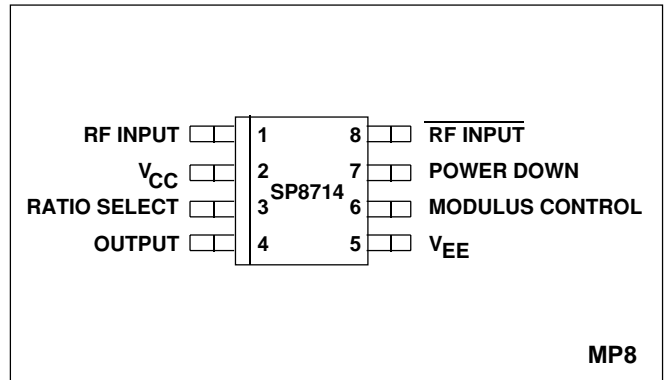 RF INPUT 1 8 RF INPUT
VCC 2 7 POWER DOWN
SP8714
RATIO SELECT 3 6 MODULUS CONTROL
OUTPUT 4 5 VEE
MP8